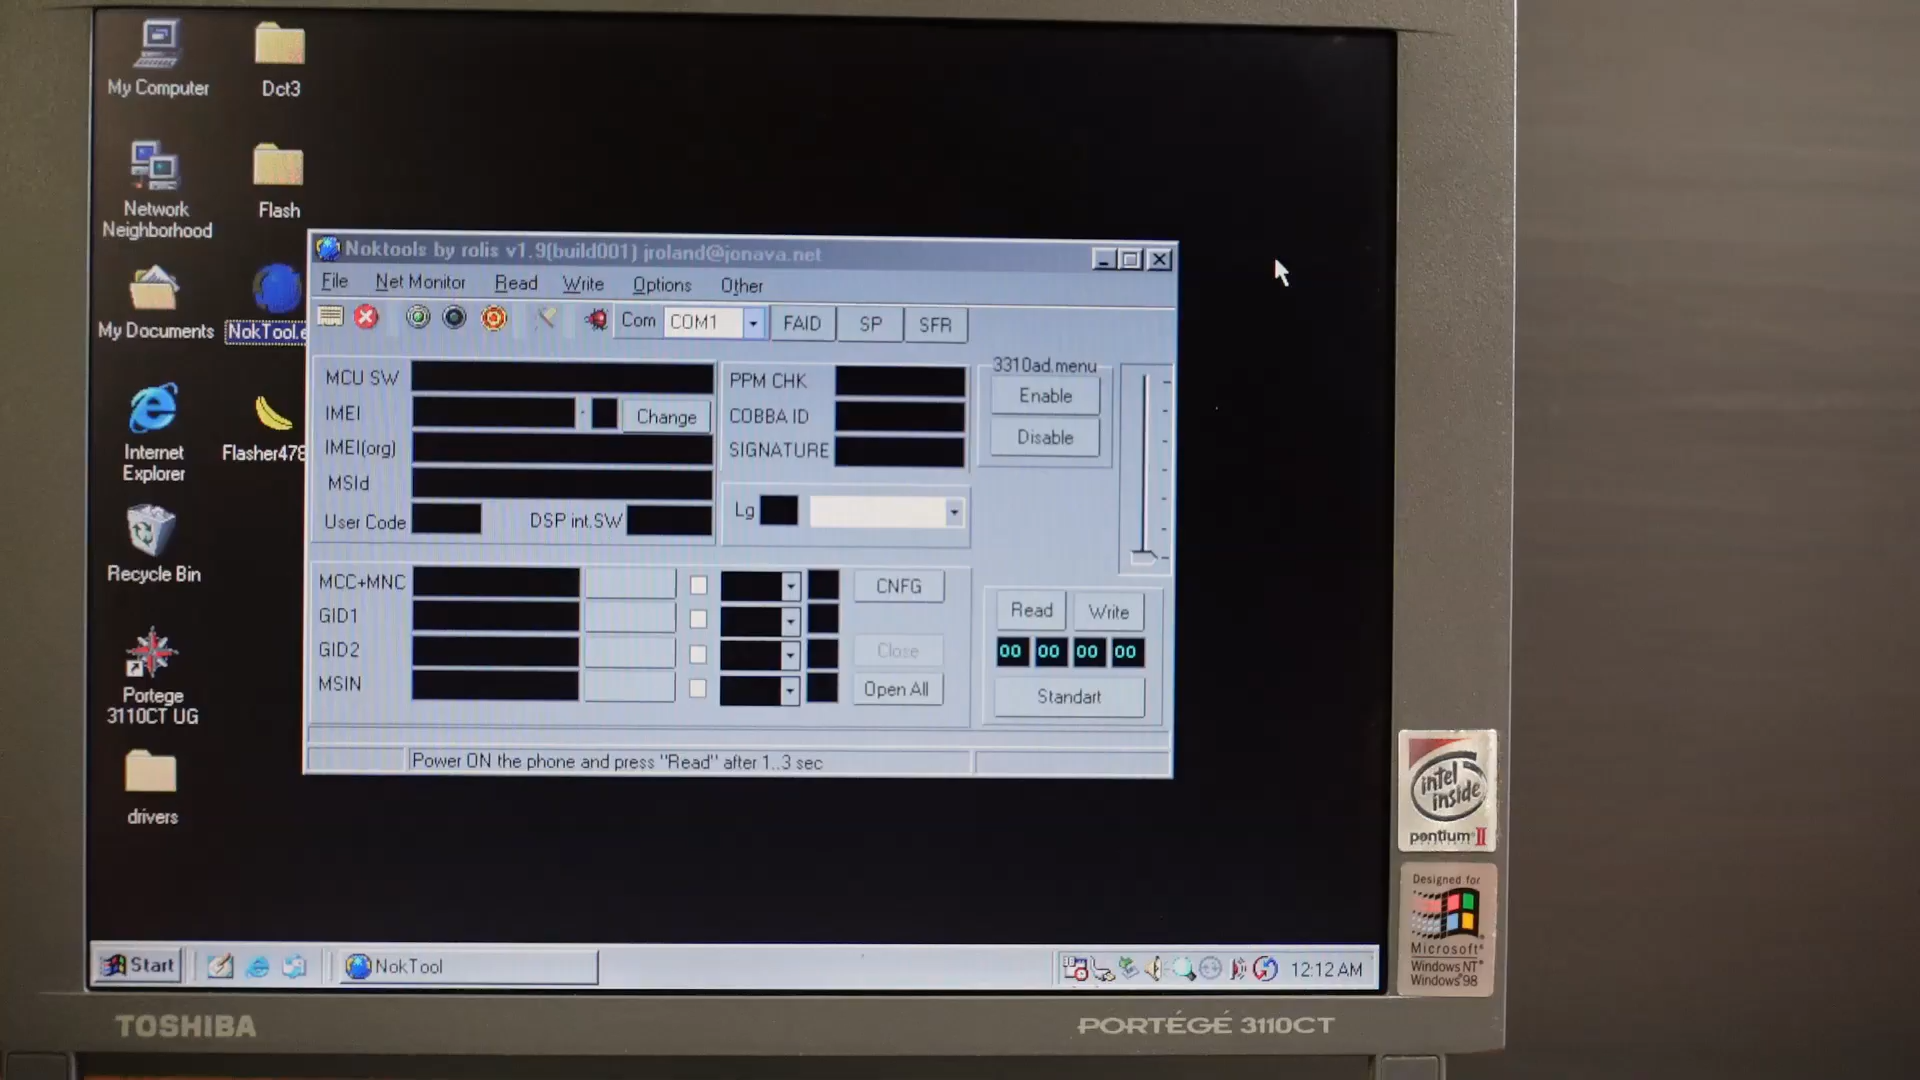 My Computer
Dct3
Network
Neighborhood
Flash
My Documents
NokTool.e
Internet
Explorer
Flasher478
Recycle Bin
Portege
3110CT UG
drivers
Noktools by rolis v1.9(build001) jroland@jonava.net
File Net Monitor Read Write Options Other
Com COM1 FAID SP SFR
MCU SW
IMEI - Change
IMEI(org)
MSId
User Code DSP int.SW
PPM CHK
COBBA ID
SIGNATURE
Lg
3310ad.menu
Enable
Disable
MCC+MNC CNFG
GID1
GID2 Close
MSIN Open All
Read Write
00 00 00 00
Standart
Power ON the phone and press "Read" after 1..3 sec
Start NokTool 12:12 AM
intel
inside
pentium II
Designed for
Microsoft
Windows NT
Windows 98
TOSHIBA PORTÉGÉ 3110CT